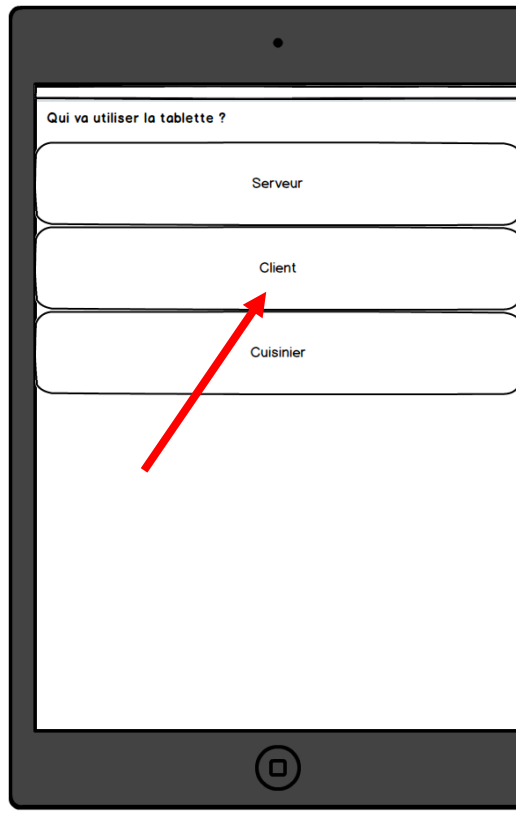 Qui va utiliser la tablette ?
Serveur
Client
Cuisinier